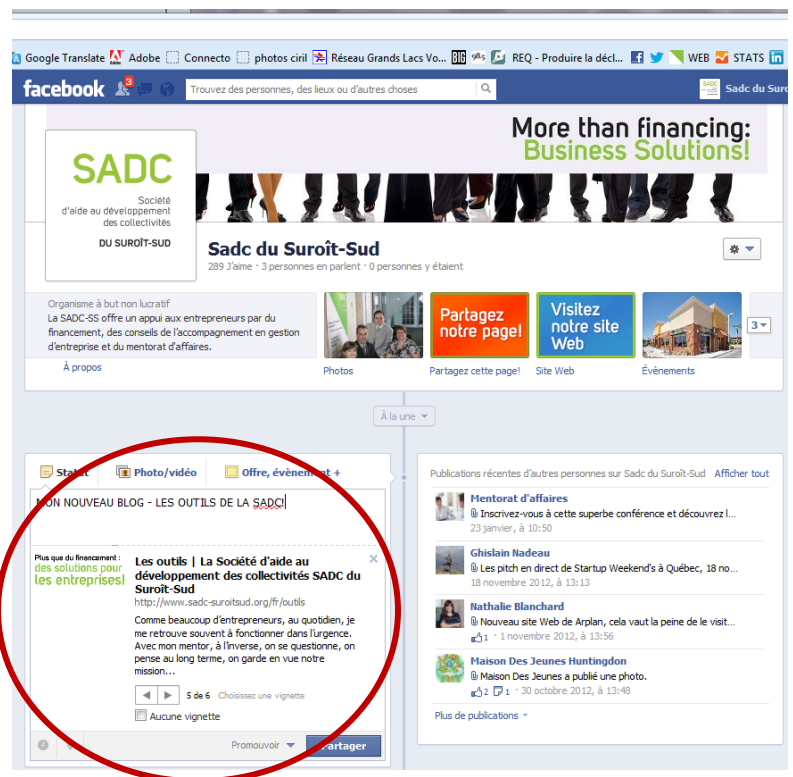 Google Translate Adobe Connecto photos ciril Réseau Grands Lacs Vo... BIG 98.5 REQ - Produire la décl... WEB STATS
facebook 3 Trouvez des personnes, des lieux ou d'autres choses Sadc du Suro
More than financing:
Business Solutions!
SADC
Société
d'aide au développement
des collectivités
DU SUROÎT-SUD
Sadc du Suroît-Sud
289 J'aime · 3 personnes en parlent · 0 personnes y étaient
Organisme à but non lucratif
La SADC-SS offre un appui aux entrepreneurs par du
financement, des conseils de l'accompagnement en gestion
d'entreprise et du mentorat d'affaires.
À propos
Partagez
notre page!
Visitez
notre site
Web
3
Photos
Partagez cette page!
Site Web
Évènements
À la une
Statut Photo/vidéo Offre, évènement +
MON NOUVEAU BLOG - LES OUTILS DE LA SADC!
Plus que du financement :
des solutions pour
les entreprises!
Les outils | La Société d'aide au
développement des collectivités SADC du
Suroît-Sud
http://www.sadc-suroitsud.org/fr/outils
Comme beaucoup d'entrepreneurs, au quotidien, je
me retrouve souvent à fonctionner dans l'urgence.
Avec mon mentor, à l'inverse, on se questionne, on
pense au long terme, on garde en vue notre
mission...
5 de 6 Choisissez une vignette
Aucune vignette
Promouvoir Partager
Publications récentes d'autres personnes sur Sadc du Suroît-Sud Afficher tout
Mentorat d'affaires
Inscrivez-vous à cette superbe conférence et découvrez l...
23 janvier, à 10:50
Ghislain Nadeau
Les pitch en direct de Startup Weekend's à Québec, 18 no...
18 novembre 2012, à 13:13
Nathalie Blanchard
Nouveau site Web de Arplan, cela vaut la peine de le visit...
1 · 1 novembre 2012, à 13:56
Maison Des Jeunes Huntingdon
Maison Des Jeunes a publié une photo.
2 1 · 30 octobre 2012, à 13:48
Plus de publications